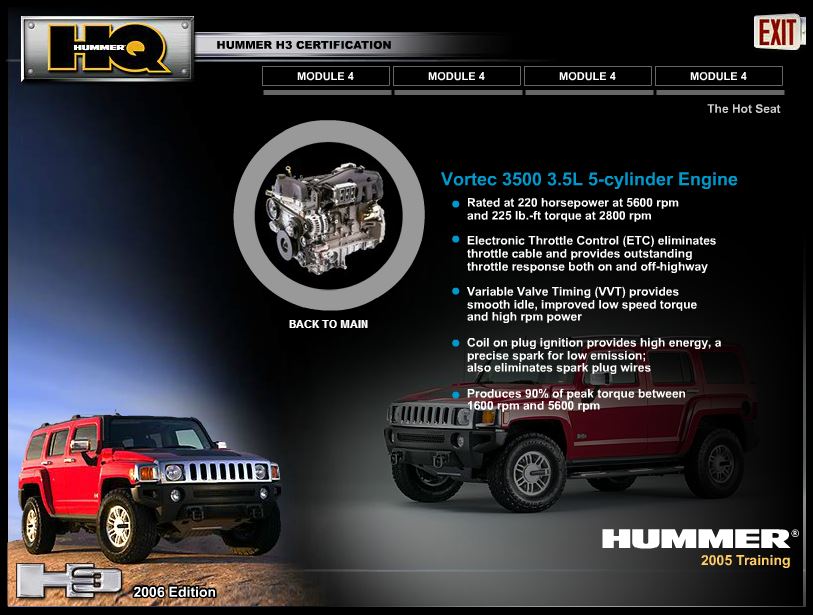 HUMMER
HQ
HUMMER H3 CERTIFICATION
EXIT
MODULE 4
MODULE 4
MODULE 4
MODULE 4
The Hot Seat
Vortec 3500 3.5L 5-cylinder Engine
Rated at 220 horsepower at 5600 rpm
and 225 lb.-ft torque at 2800 rpm
Electronic Throttle Control (ETC) eliminates
throttle cable and provides outstanding
throttle response both on and off-highway
Variable Valve Timing (VVT) provides
smooth idle, improved low speed torque
and high rpm power
Coil on plug ignition provides high energy, a
precise spark for low emission;
also eliminates spark plug wires
Produces 90% of peak torque between
1600 rpm and 5600 rpm
BACK TO MAIN
HUMMER®
2005 Training
H3
2006 Edition